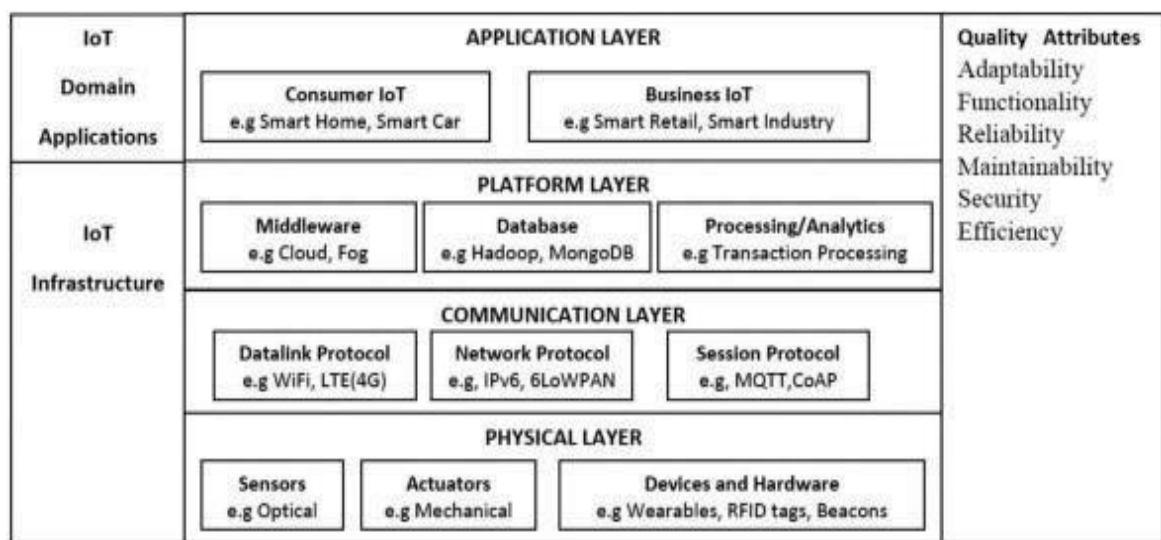 IoT
Domain
Applications
APPLICATION LAYER
Consumer IoT
e.g Smart Home, Smart Car
Business IoT
e.g Smart Retail, Smart Industry
IoT
Infrastructure
PLATFORM LAYER
Middleware
e.g Cloud, Fog
Database
e.g Hadoop, MongoDB
Processing/Analytics
e.g Transaction Processing
COMMUNICATION LAYER
Datalink Protocol
e.g WiFi, LTE(4G)
Network Protocol
e.g, IPv6, 6LoWPAN
Session Protocol
e.g, MQTT,CoAP
PHYSICAL LAYER
Sensors
e.g Optical
Actuators
e.g Mechanical
Devices and Hardware
e.g Wearables, RFID tags, Beacons
Quality Attributes
Adaptability
Functionality
Reliability
Maintainability
Security
Efficiency